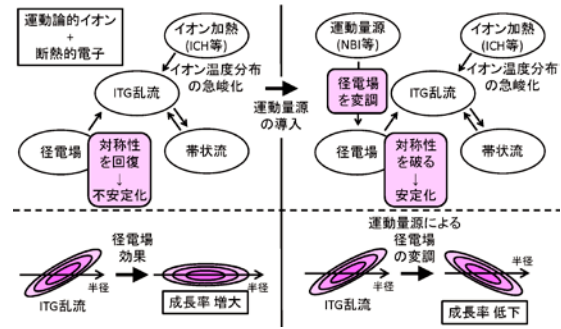 運動論的イオン
+
断熱的電子
イオン加熱
(ICH等)
イオン温度分布
の急峻化
ITG乱流
径電場
対称性
を回復
↓
不安定化
帯状流
運動量源
の導入
運動量源
(NBI等)
径電場
を変調
イオン加熱
(ICH等)
イオン温度分布
の急峻化
ITG乱流
径電場
対称性
を破る
↓
安定化
帯状流
径電場
効果
半径
ITG乱流
半径
成長率 増大
運動量源による
径電場
の変調
半径
ITG乱流
半径
成長率 低下